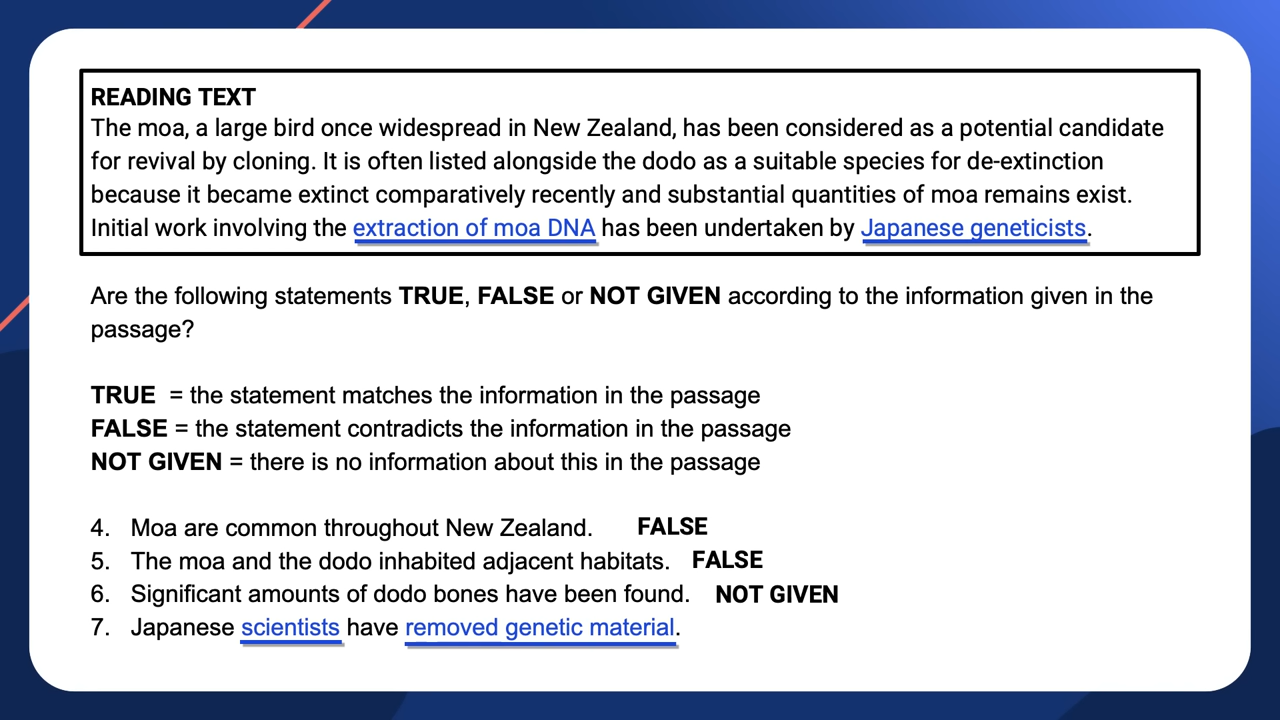 READING TEXT
The moa, a large bird once widespread in New Zealand, has been considered as a potential candidate
for revival by cloning. It is often listed alongside the dodo as a suitable species for de-extinction
because it became extinct comparatively recently and substantial quantities of moa remains exist.
Initial work involving the extraction of moa DNA has been undertaken by Japanese geneticists.
Are the following statements TRUE, FALSE or NOT GIVEN according to the information given in the
passage?
TRUE = the statement matches the information in the passage
FALSE = the statement contradicts the information in the passage
NOT GIVEN = there is no information about this in the passage
4. Moa are common throughout New Zealand. FALSE
5. The moa and the dodo inhabited adjacent habitats. FALSE
6. Significant amounts of dodo bones have been found. NOT GIVEN
7. Japanese scientists have removed genetic material.